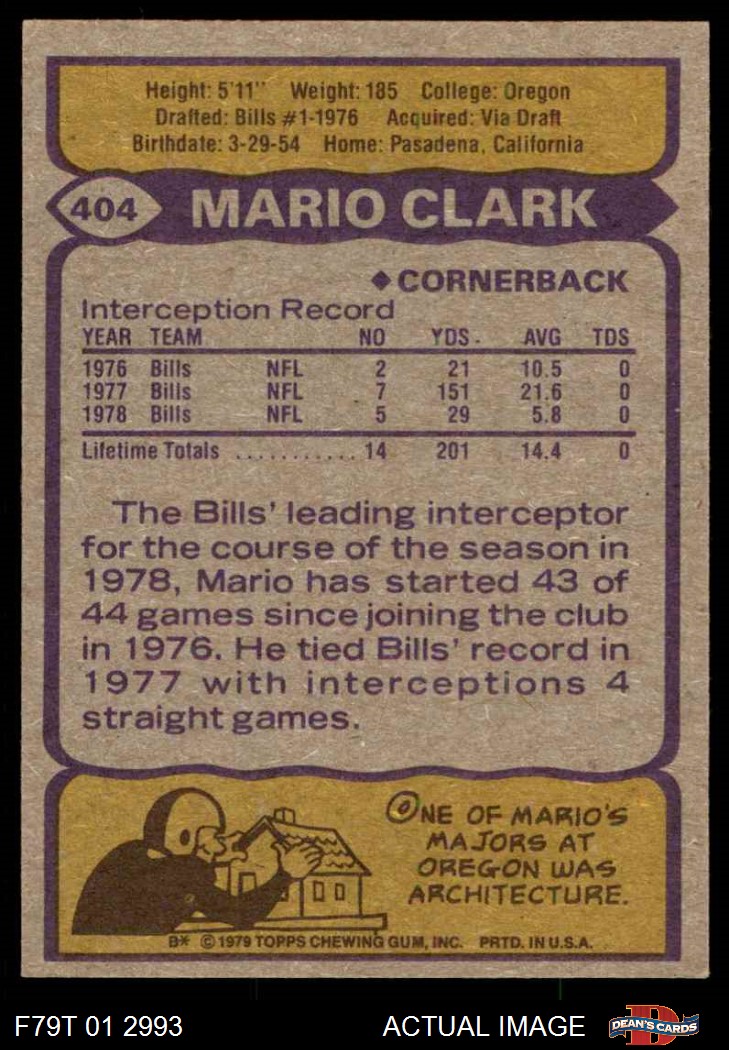 Height: 5'11" Weight: 185 College: Oregon
Drafted: Bills #1-1976 Acquired: Via Draft
Birthdate: 3-29-54 Home: Pasadena, California
404 MARIO CLARK
◆ CORNERBACK
Interception Record
YEAR TEAM NO YDS. AVG TDS
1976 Bills NFL 2 21 10.5 0
1977 Bills NFL 7 151 21.6 0
1978 Bills NFL 5 29 5.8 0
Lifetime Totals ........... 14 201 14.4 0
The Bills' leading interceptor
for the course of the season in
1978, Mario has started 43 of
44 games since joining the club
in 1976. He tied Bills' record in
1977 with interceptions 4
straight games.
ONE OF MARIO'S
MAJORS AT
OREGON WAS
ARCHITECTURE.
B* © 1979 TOPPS CHEWING GUM, INC. PRTD. IN U.S.A.
F79T 01 2993 ACTUAL IMAGE D DEAN'S CARDS